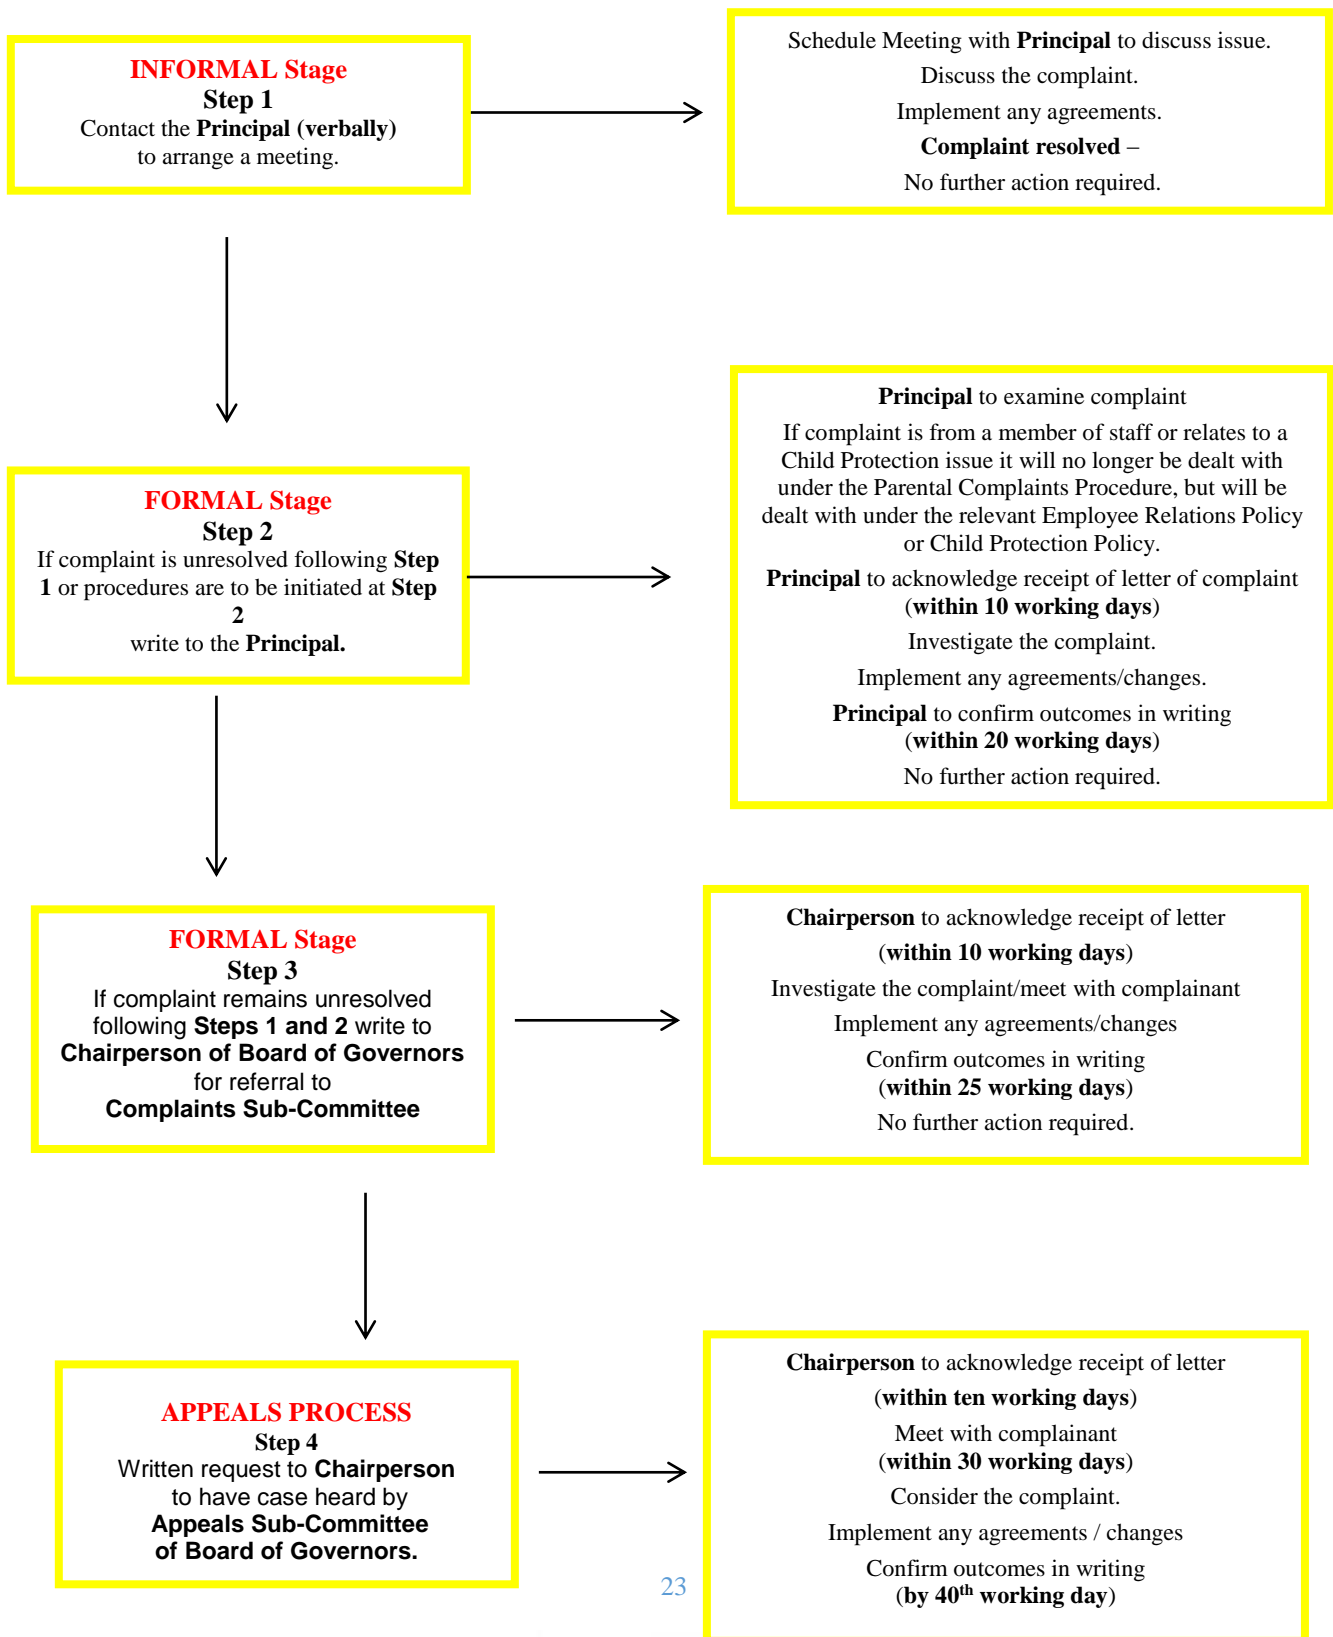 INFORMAL Stage
Step 1
Contact the Principal (verbally)
to arrange a meeting.
Schedule Meeting with Principal to discuss issue.
Discuss the complaint.
Implement any agreements.
Complaint resolved –
No further action required.
FORMAL Stage
Step 2
If complaint is unresolved following Step
1 or procedures are to be initiated at Step
2
write to the Principal.
Principal to examine complaint
If complaint is from a member of staff or relates to a
Child Protection issue it will no longer be dealt with
under the Parental Complaints Procedure, but will be
dealt with under the relevant Employee Relations Policy
or Child Protection Policy.
Principal to acknowledge receipt of letter of complaint
(within 10 working days)
Investigate the complaint.
Implement any agreements/changes.
Principal to confirm outcomes in writing
(within 20 working days)
No further action required.
FORMAL Stage
Step 3
If complaint remains unresolved
following Steps 1 and 2 write to
Chairperson of Board of Governors
for referral to
Complaints Sub-Committee
Chairperson to acknowledge receipt of letter
(within 10 working days)
Investigate the complaint/meet with complainant
Implement any agreements/changes
Confirm outcomes in writing
(within 25 working days)
No further action required.
APPEALS PROCESS
Step 4
Written request to Chairperson
to have case heard by
Appeals Sub-Committee
of Board of Governors.
Chairperson to acknowledge receipt of letter
(within ten working days)
Meet with complainant
(within 30 working days)
Consider the complaint.
Implement any agreements / changes
Confirm outcomes in writing
(by 40th working day)
23